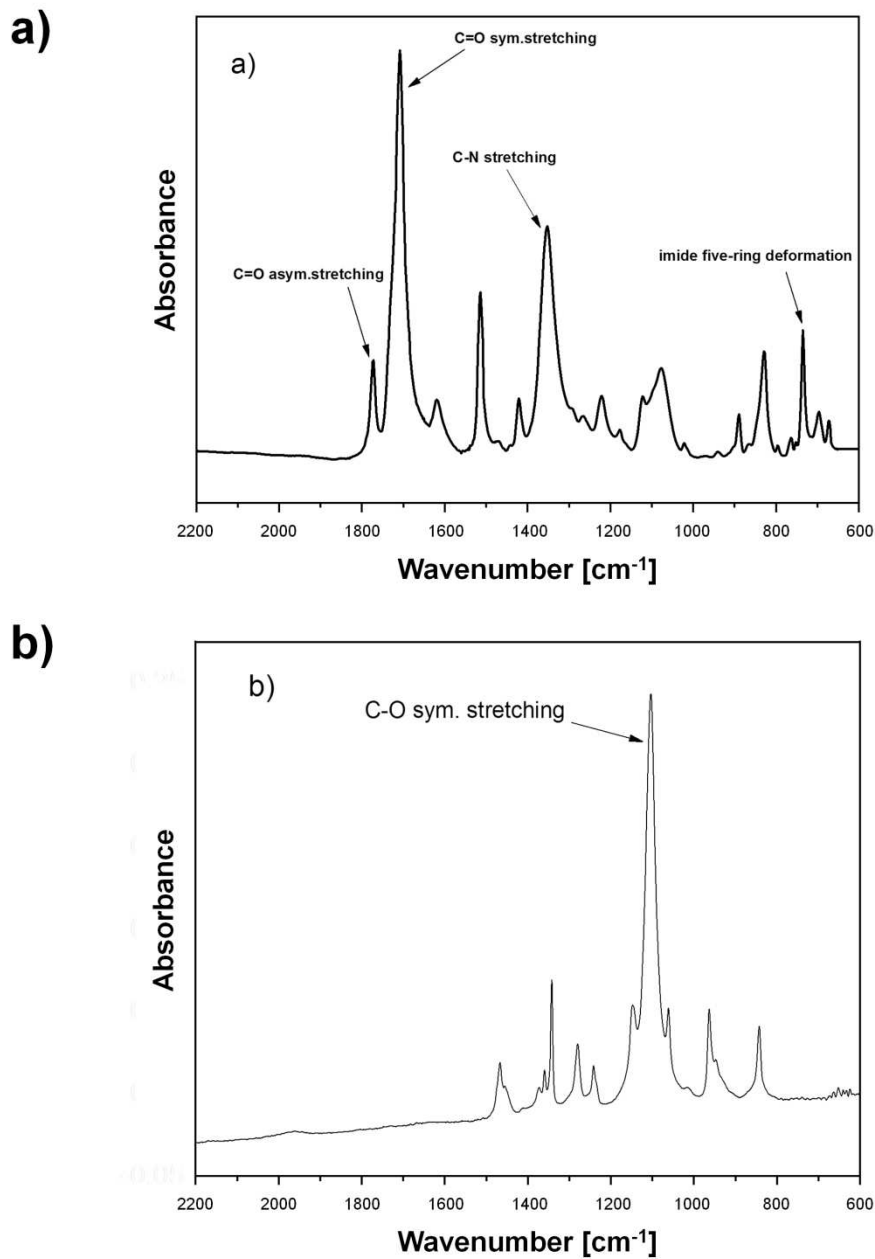 a)
a)
C=O sym.stretching
C-N stretching
imide five-ring deformation
C=O asym.stretching
Absorbance
2200 2000 1800 1600 1400 1200 1000 800 600
Wavenumber [cm⁻¹]
b)
b)
C-O sym. stretching
Absorbance
2200 2000 1800 1600 1400 1200 1000 800 600
Wavenumber [cm⁻¹]